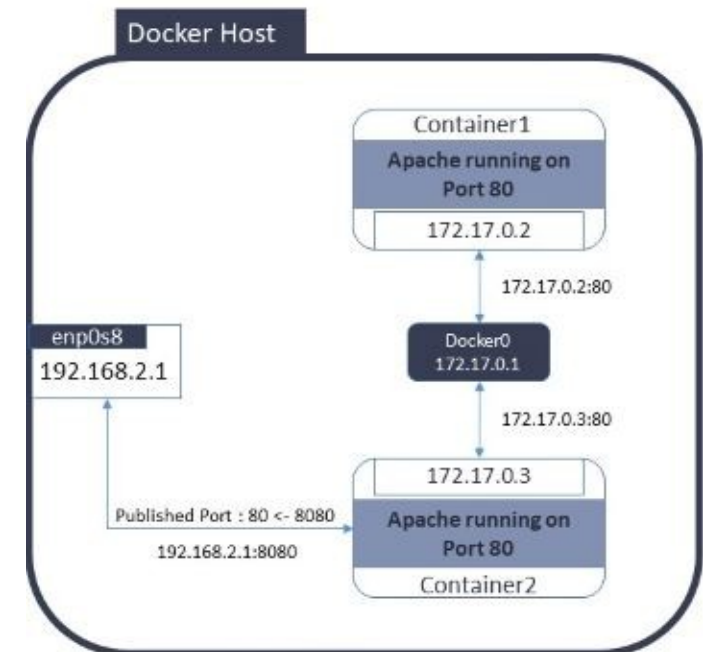 Docker Host
Container1
Apache running on
Port 80
172.17.0.2
172.17.0.2:80
enp0s8
192.168.2.1
Docker0
172.17.0.1
172.17.0.3:80
172.17.0.3
Published Port : 80 <- 8080
192.168.2.1:8080
Apache running on
Port 80
Container2